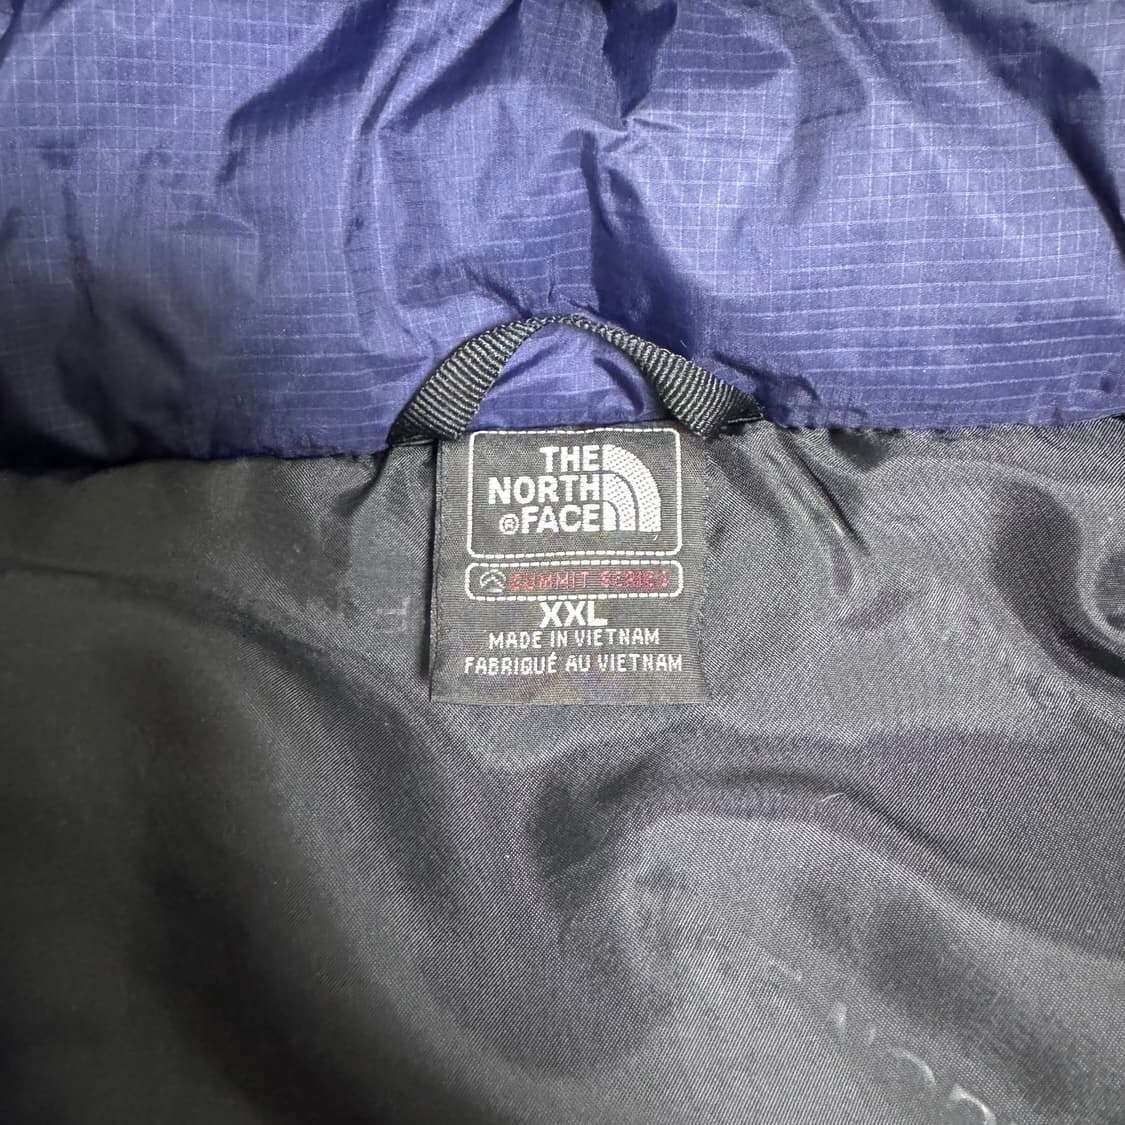 THE
NORTH
®FACE
SUMMIT SERIES
XXL
MADE IN VIETNAM
FABRIQUÉ AU VIETNAM